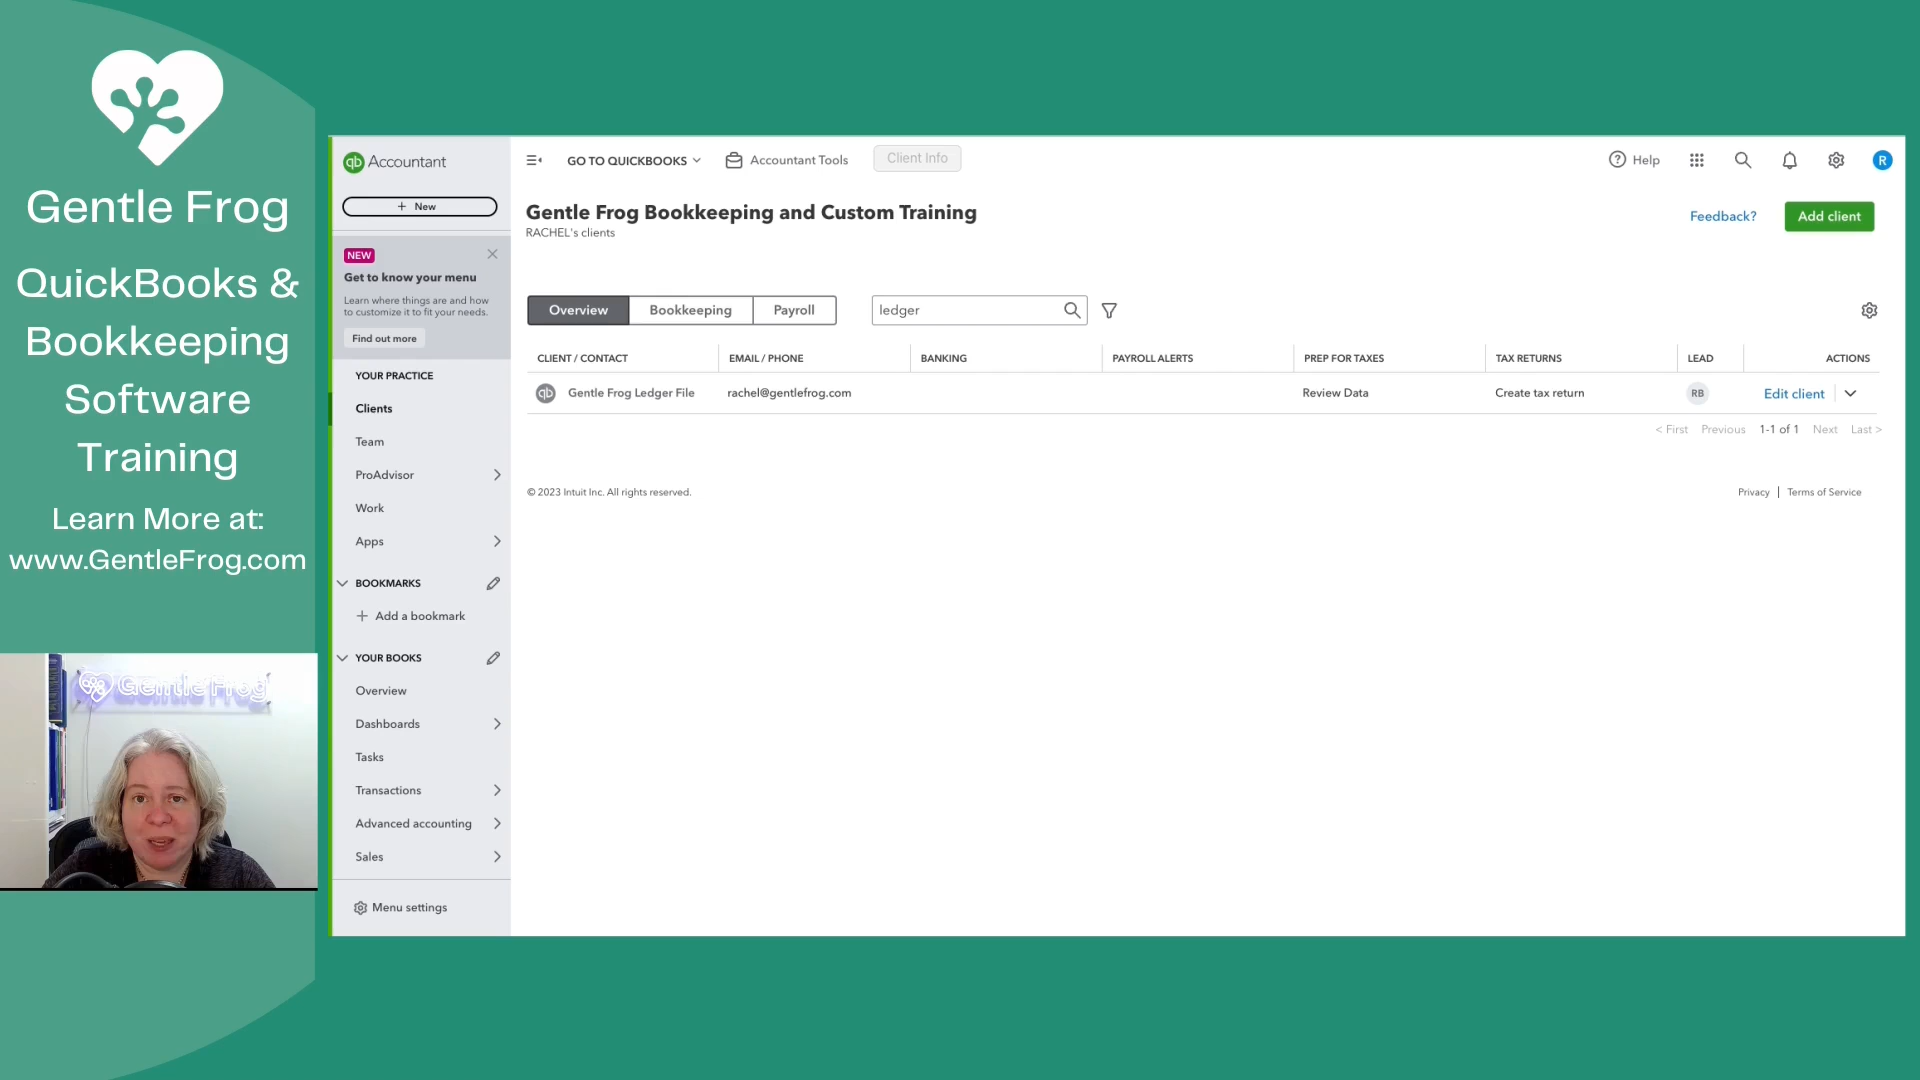 Gentle Frog
QuickBooks &
Bookkeeping
Software
Training
Learn More at:
www.GentleFrog.com
Gentle Frog
qb Accountant
+ New
NEW
Get to know your menu
Learn where things are and how
to customize it to fit your needs.
Find out more
YOUR PRACTICE
Clients
Team
ProAdvisor
Work
Apps
BOOKMARKS
+ Add a bookmark
YOUR BOOKS
Overview
Dashboards
Tasks
Transactions
Advanced accounting
Sales
Menu settings
GO TO QUICKBOOKS Accountant Tools Client Info
? Help R
Gentle Frog Bookkeeping and Custom Training
RACHEL's clients
Feedback? Add client
Overview Bookkeeping Payroll ledger
CLIENT / CONTACT EMAIL / PHONE BANKING PAYROLL ALERTS PREP FOR TAXES TAX RETURNS LEAD ACTIONS
qb Gentle Frog Ledger File rachel@gentlefrog.com Review Data Create tax return RB Edit client
< First Previous 1-1 of 1 Next Last >
© 2023 Intuit Inc. All rights reserved.
Privacy | Terms of Service